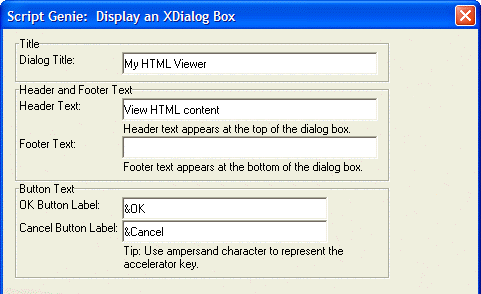 Script Genie:  Display an XDialog Box
Title
Dialog Title:
My HTML Viewer
Header and Footer Text
Header Text:
View HTML content
Header text appears at the top of the dialog box.
Footer Text:
Footer text appears at the bottom of the dialog box.
Button Text
OK Button Label:
&OK
Cancel Button Label:
&Cancel
Tip: Use ampersand character to represent the
accelerator key.